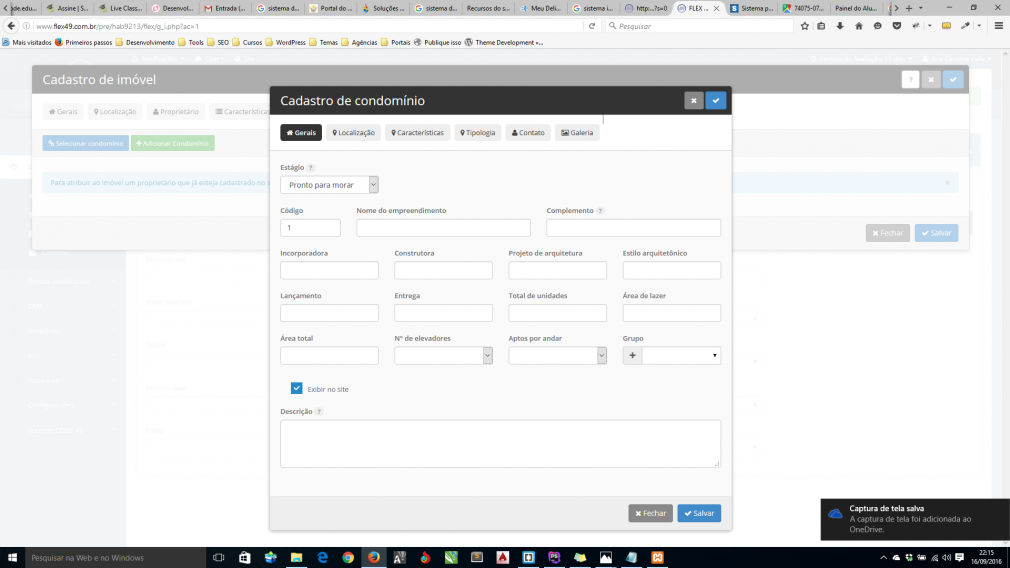 jde.edu...
Assine | S...
Live Class...
sistema d...
Desenvol...
Entrada (...
sistema d...
Portal do ...
Soluções ...
sistema d...
Recursos do s...
Meu Deli...
sistema i...
http:...?s=0
FLEX ...
Sistema p...
74075-07...
Painel do Alu...
www.flex49.com.br/pre/hab9213/flex/g_i.php?ac=1
Pesquisar
Mais visitados
Primeiros passos
Desenvolvimento
Tools
SEO
Cursos
WordPress
Temas
Agências
Portais
Publique isso
Theme Development «...
Cadastro de imóvel
?
Gerais
Localização
Proprietário
Características
Selecionar condomínio
Adicionar Condomínio
Para atribuir ao imóvel um proprietário que já esteja cadastrado no s
Fechar
Salvar
Cadastro de condomínio
Gerais
Localização
Características
Tipologia
Contato
Galeria
Estágio ?
Pronto para morar
Código
Nome do empreendimento
Complemento ?
1
Incorporadora
Construtora
Projeto de arquitetura
Estilo arquitetônico
Lançamento
Entrega
Total de unidades
Área de lazer
Área total
Nº de elevadores
Aptos por andar
Grupo
Exibir no site
Descrição ?
Fechar
Salvar
Captura de tela salva
A captura de tela foi adicionada ao
OneDrive.
Pesquisar na Web e no Windows
22:15
16/09/2016